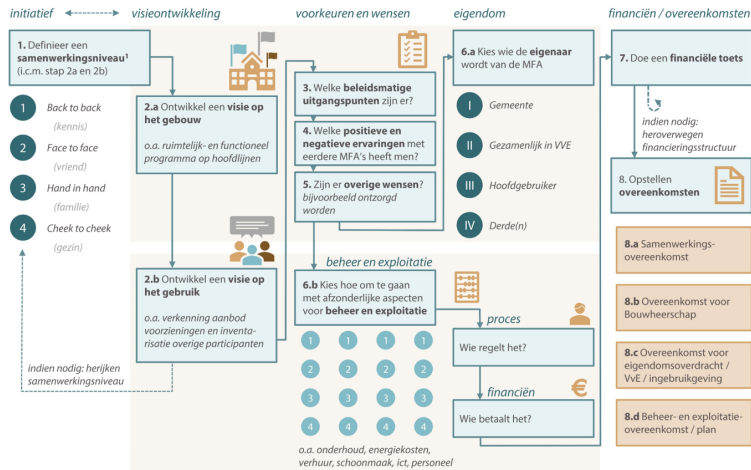 initiatief
visieontwikkeling
voorkeuren en wensen
eigendom
financiën / overeenkomsten
1. Definieer een
samenwerkingsniveau¹
(i.c.m. stap 2a en 2b)
1
Back to back
(kennis)
2
Face to face
(vriend)
3
Hand in hand
(familie)
4
Cheek to cheek
(gezin)
indien nodig: herijken
samenwerkingsniveau
2.a Ontwikkel een visie op
het gebouw
o.a. ruimtelijk- en functioneel
programma op hoofdlijnen
2.b Ontwikkel een visie op
het gebruik
o.a. verkenning aanbod
voorzieningen en inventa-
risatie overige participanten
3. Welke beleidsmatige
uitgangspunten zijn er?
4. Welke positieve en
negatieve ervaringen met
eerdere MFA's heeft men?
5. Zijn er overige wensen?
bijvoorbeeld ontzorgd
worden
beheer en exploitatie
6.b Kies hoe om te gaan
met afzonderlijke aspecten
voor beheer en exploitatie
1 1 1 1
2 2 2 2
3 3 3 3
4 4 4 4
o.a. onderhoud, energiekosten,
verhuur, schoonmaak, ict, personeel
6.a Kies wie de eigenaar
wordt van de MFA
I
Gemeente
II
Gezamenlijk in VVE
III
Hoofdgebruiker
IV
Derde(n)
proces
Wie regelt het?
financiën
€
Wie betaalt het?
7. Doe een financiële toets
indien nodig:
heroverwegen
financieringsstructuur
8. Opstellen
overeenkomsten
8.a Samenwerkings-
overeenkomst
8.b Overeenkomst voor
Bouwheerschap
8.c Overeenkomst voor
eigendomsoverdracht /
VvE / ingebruikgeving
8.d Beheer- en exploitatie-
overeenkomst / plan